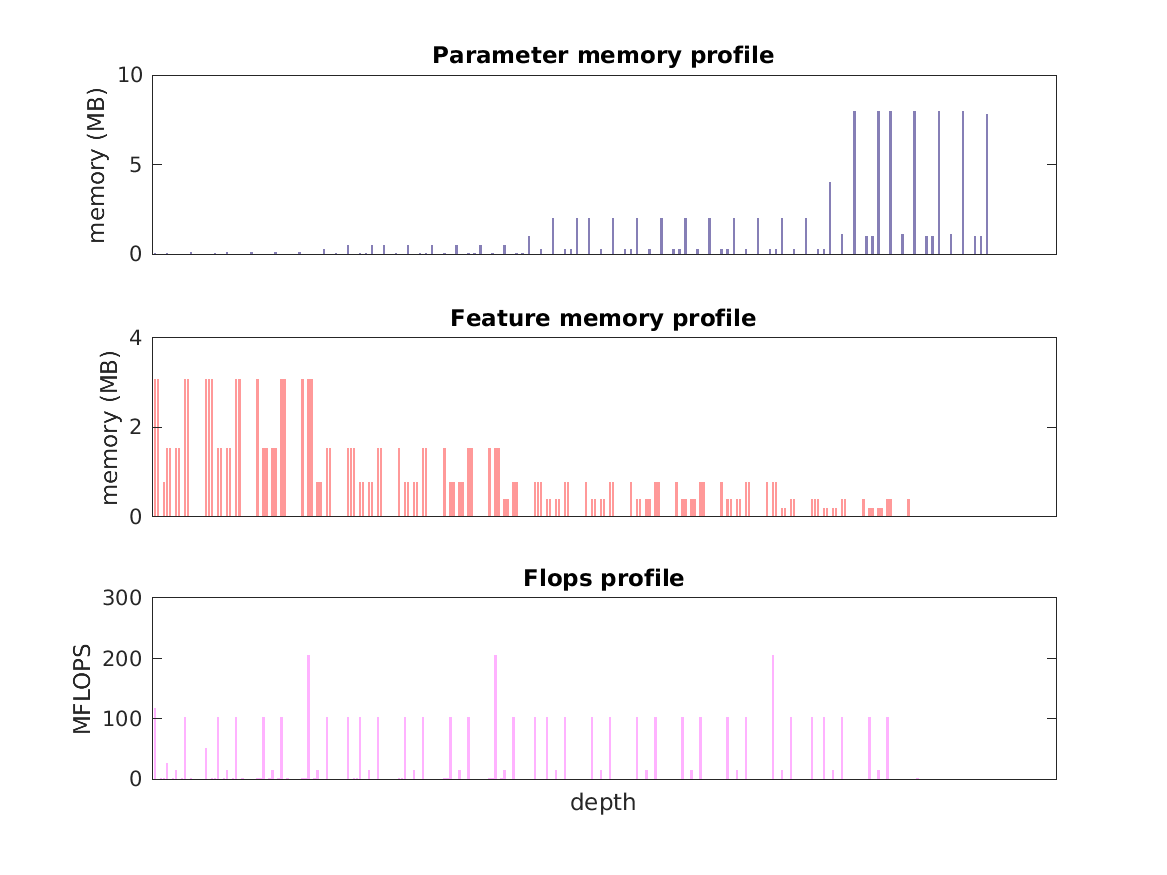 Parameter memory profile
10
5
0
memory (MB)
Feature memory profile
4
2
0
memory (MB)
Flops profile
300
200
100
0
MFLOPS
depth